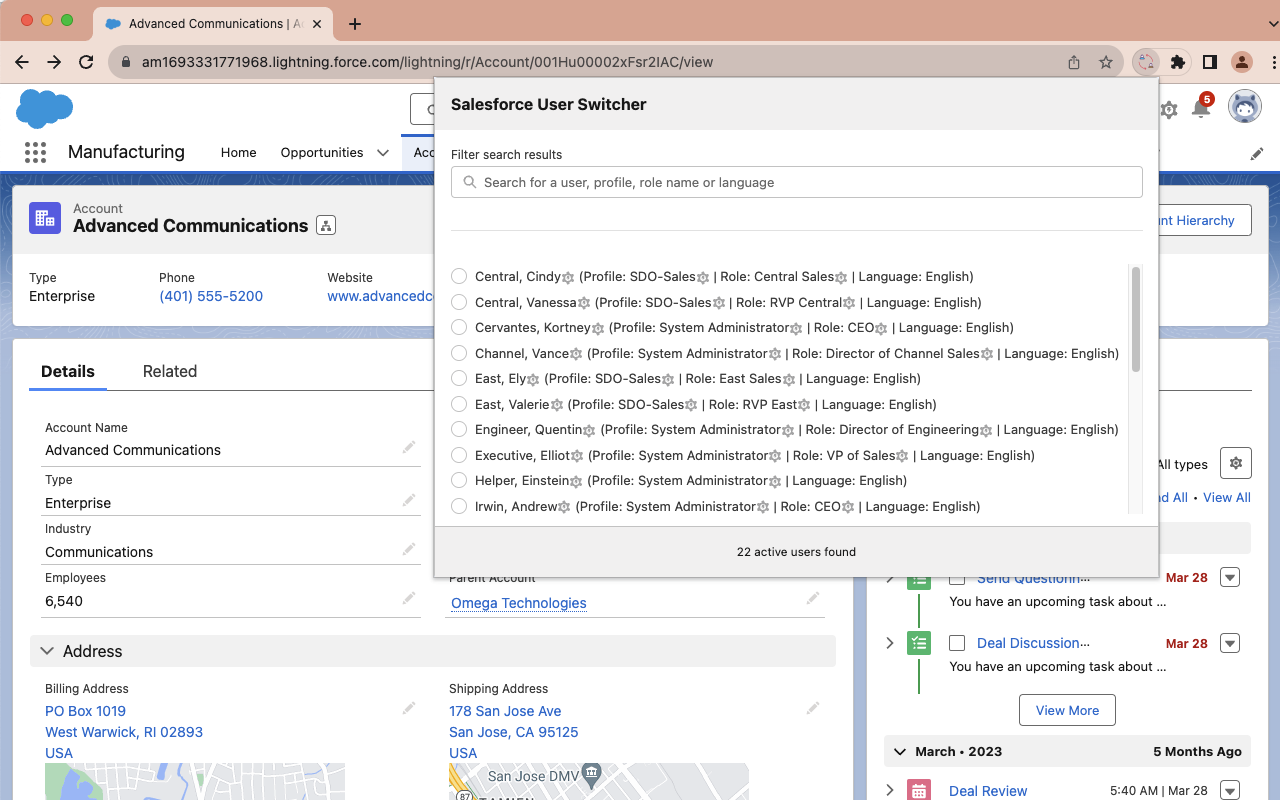 Advanced Communications | A
am1693331771968.lightning.force.com/lightning/r/Account/001Hu00002xFsr2IAC/view
Salesforce User Switcher
5
Manufacturing
Home
Opportunities
Filter search results
Search for a user, profile, role name or language
Account
Advanced Communications
Hierarchy
Type
Enterprise
Phone
(401) 555-5200
Website
Central, Cindy (Profile: SDO-Sales | Role: Central Sales | Language: English)
Central, Vanessa (Profile: SDO-Sales | Role: RVP Central | Language: English)
Cervantes, Kortney (Profile: System Administrator | Role: CEO | Language: English)
Channel, Vance (Profile: System Administrator | Role: Director of Channel Sales | Language: English)
East, Ely (Profile: SDO-Sales | Role: East Sales | Language: English)
East, Valerie (Profile: SDO-Sales | Role: RVP East | Language: English)
Engineer, Quentin (Profile: System Administrator | Role: Director of Engineering | Language: English)
Executive, Elliot (Profile: System Administrator | Role: VP of Sales | Language: English)
Helper, Einstein (Profile: System Administrator | Language: English)
Irwin, Andrew (Profile: System Administrator | Role: CEO | Language: English)
22 active users found
Details
Related
Account Name
Advanced Communications
Type
Enterprise
Industry
Communications
Employees
6,540
Parent Account
Omega Technologies
All types
All • View All
Send Questionn...
Mar 28
You have an upcoming task about ...
Deal Discussion...
Mar 28
You have an upcoming task about ...
View More
March • 2023
5 Months Ago
Deal Review
5:40 AM | Mar 28
Address
Billing Address
PO Box 1019
West Warwick, RI 02893
USA
Shipping Address
178 San Jose Ave
San Jose, CA 95125
USA
San Jose DMV
87
TAMIEN